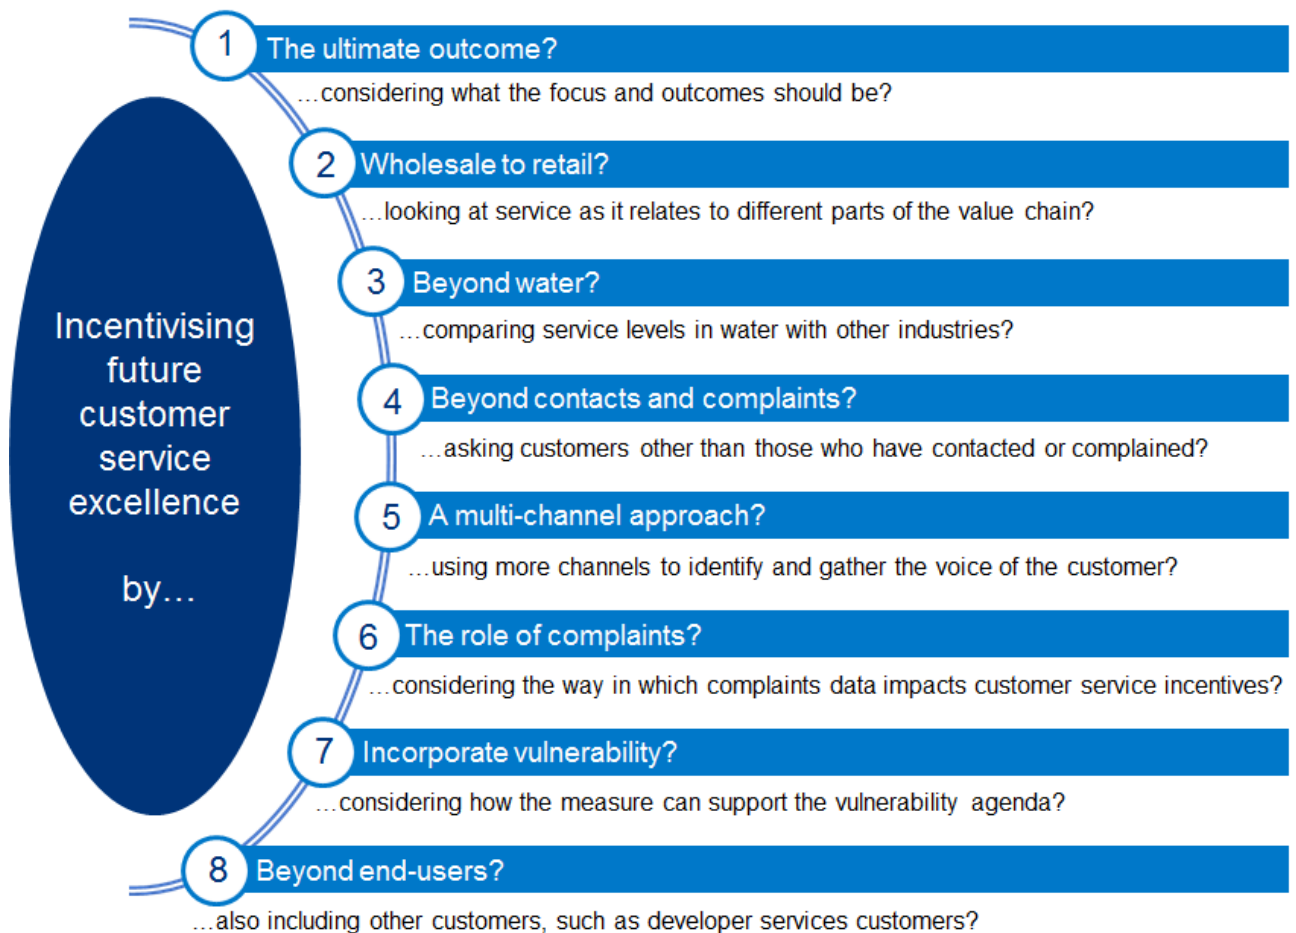 Incentivising
future
customer
service
excellence
by...
1
The ultimate outcome?
...considering what the focus and outcomes should be?
2
Wholesale to retail?
...looking at service as it relates to different parts of the value chain?
3
Beyond water?
...comparing service levels in water with other industries?
4
Beyond contacts and complaints?
...asking customers other than those who have contacted or complained?
5
A multi-channel approach?
...using more channels to identify and gather the voice of the customer?
6
The role of complaints?
...considering the way in which complaints data impacts customer service incentives?
7
Incorporate vulnerability?
...considering how the measure can support the vulnerability agenda?
8
Beyond end-users?
...also including other customers, such as developer services customers?